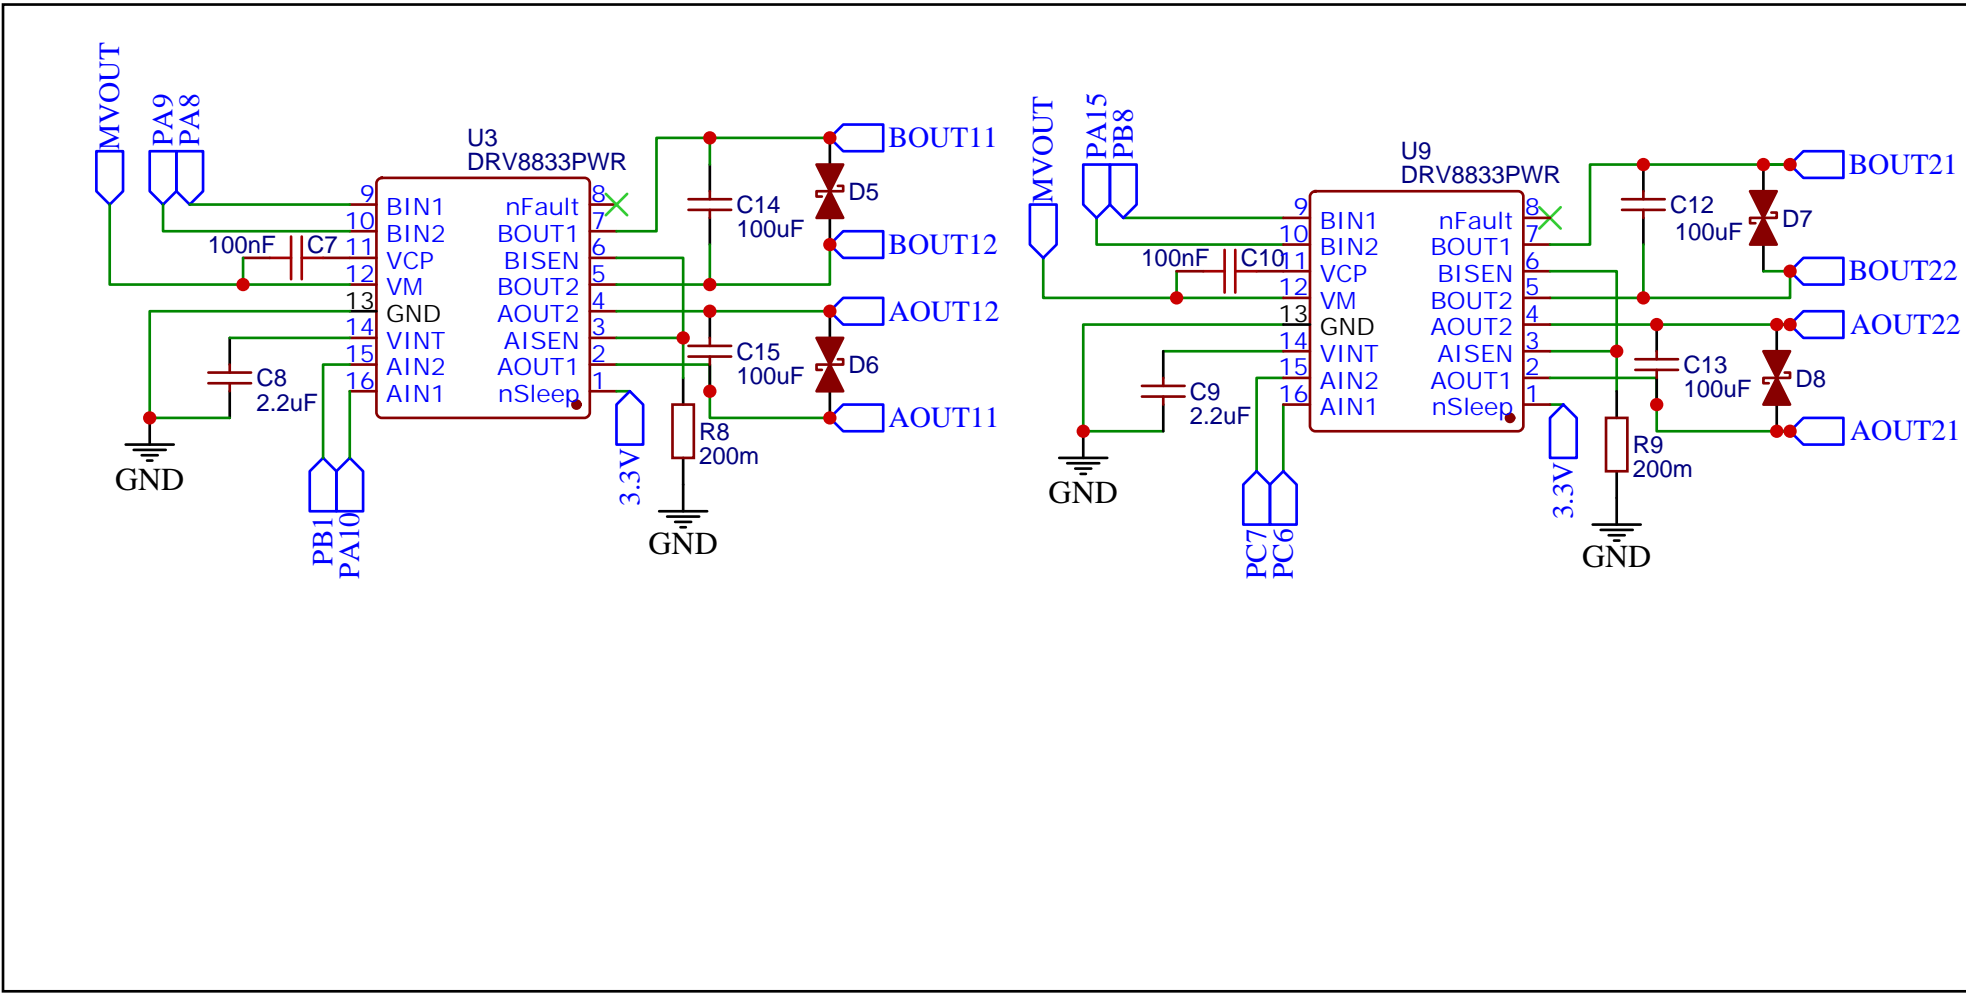 MVOUT
PA9
PA8
U3
DRV8833PWR
9 BIN1
10 BIN2
11 VCP
12 VM
13 GND
14 VINT
15 AIN2
16 AIN1
nFault 8
BOUT1 7
BISEN 6
BOUT2 5
AOUT2 4
AISEN 3
AOUT1 2
nSleep 1
100nF C7
C8
2.2uF
GND
PB1
PA10
C14
100uF
C15
100uF
D5
D6
BOUT11
BOUT12
AOUT12
AOUT11
R8
200m
3.3V
GND
MVOUT
PA15
PB8
U9
DRV8833PWR
9 BIN1
10 BIN2
11 VCP
12 VM
13 GND
14 VINT
15 AIN2
16 AIN1
nFault 8
BOUT1 7
BISEN 6
BOUT2 5
AOUT2 4
AISEN 3
AOUT1 2
nSleep 1
100nF C10
C9
2.2uF
GND
PC7
PC6
C12
100uF
C13
100uF
D7
D8
BOUT21
BOUT22
AOUT22
AOUT21
R9
200m
3.3V
GND